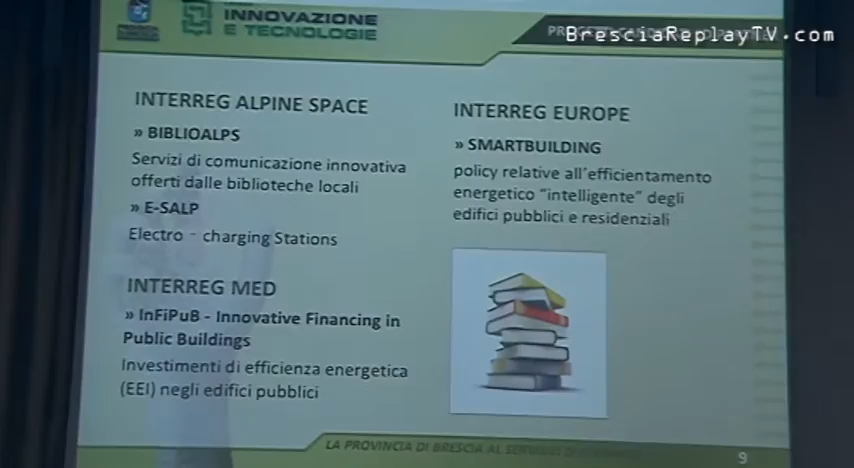 INNOVAZIONE
E TECNOLOGIE
BresciaReplayTV.com
INTERREG ALPINE SPACE
» BIBLIOALPS
Servizi di comunicazione innovativa
offerti dalle biblioteche locali
» E-SALP
Electro - charging Stations
INTERREG MED
» InFiPuB - Innovative Financing in
Public Buildings
Investimenti di efficienza energetica
(EEI) negli edifici pubblici
INTERREG EUROPE
» SMARTBUILDING
policy relative all'efficientamento
energetico "intelligente" degli
edifici pubblici e residenziali
LA PROVINCIA DI BRESCIA AL
9